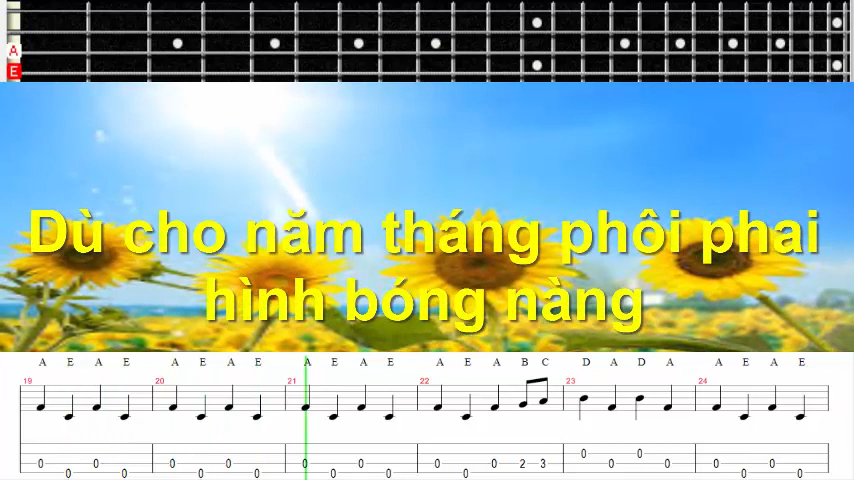 A
E
Dù cho năm tháng phôi phai
hình bóng nàng
A E A E A E A E A E A E A E A B C D A D A A E A E
19 20 21 22 23 24
0 0 0 0 0 0 0 0 2 3 0 0 0 0 0 0
0 0 0 0 0 0 0 0 0